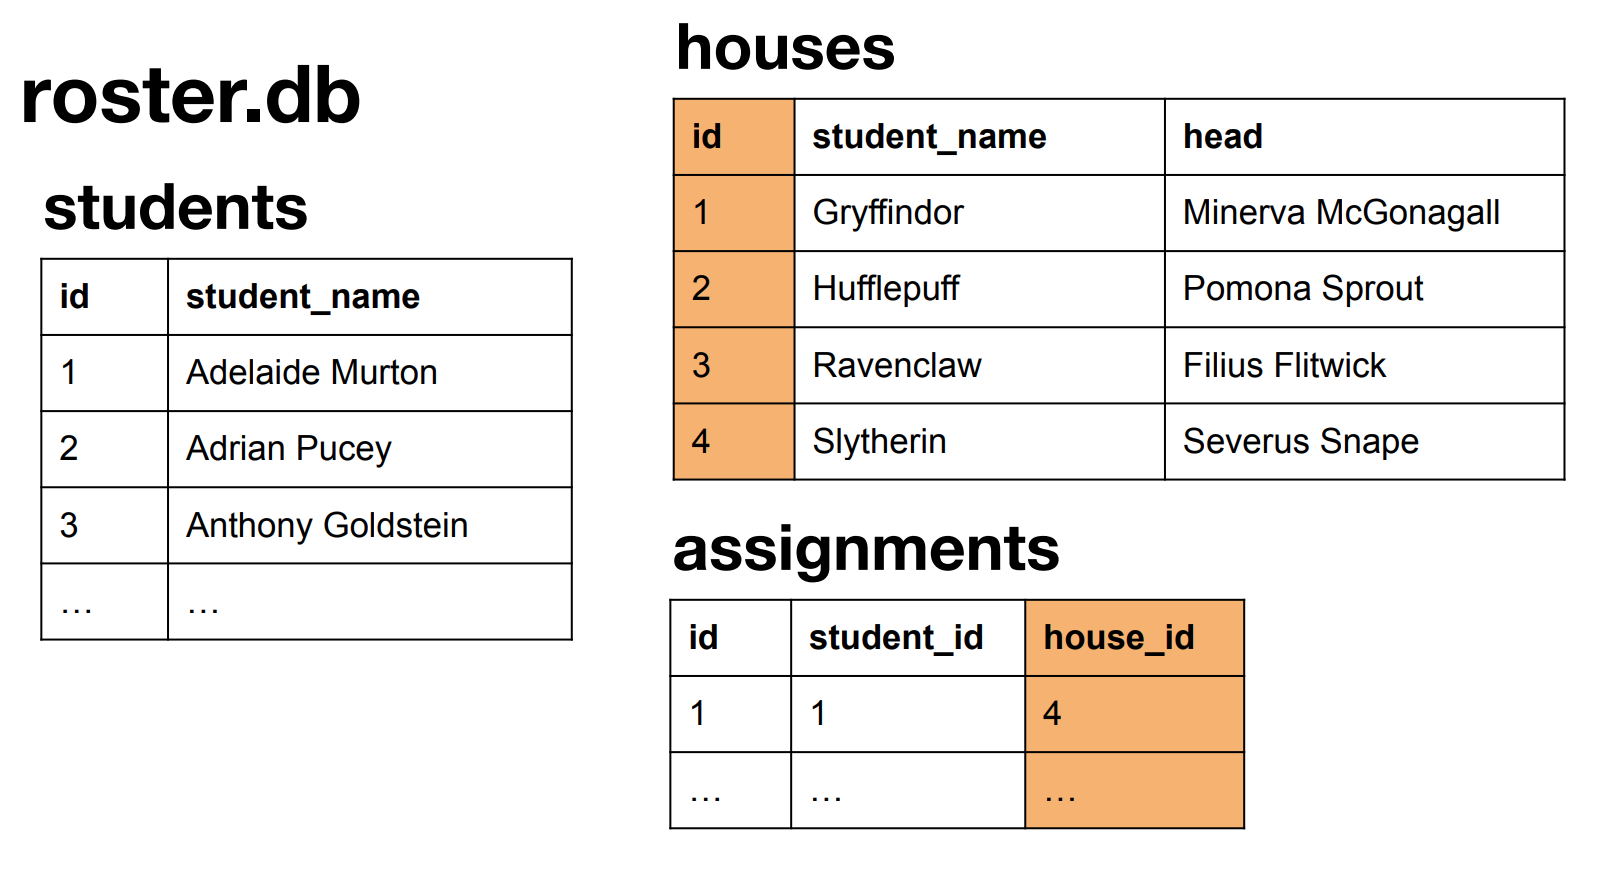 roster.db
students
id student_name
1 Adelaide Murton
2 Adrian Pucey
3 Anthony Goldstein
… …
houses
id student_name head
1 Gryffindor Minerva McGonagall
2 Hufflepuff Pomona Sprout
3 Ravenclaw Filius Flitwick
4 Slytherin Severus Snape
assignments
id student_id house_id
1 1 4
… … …